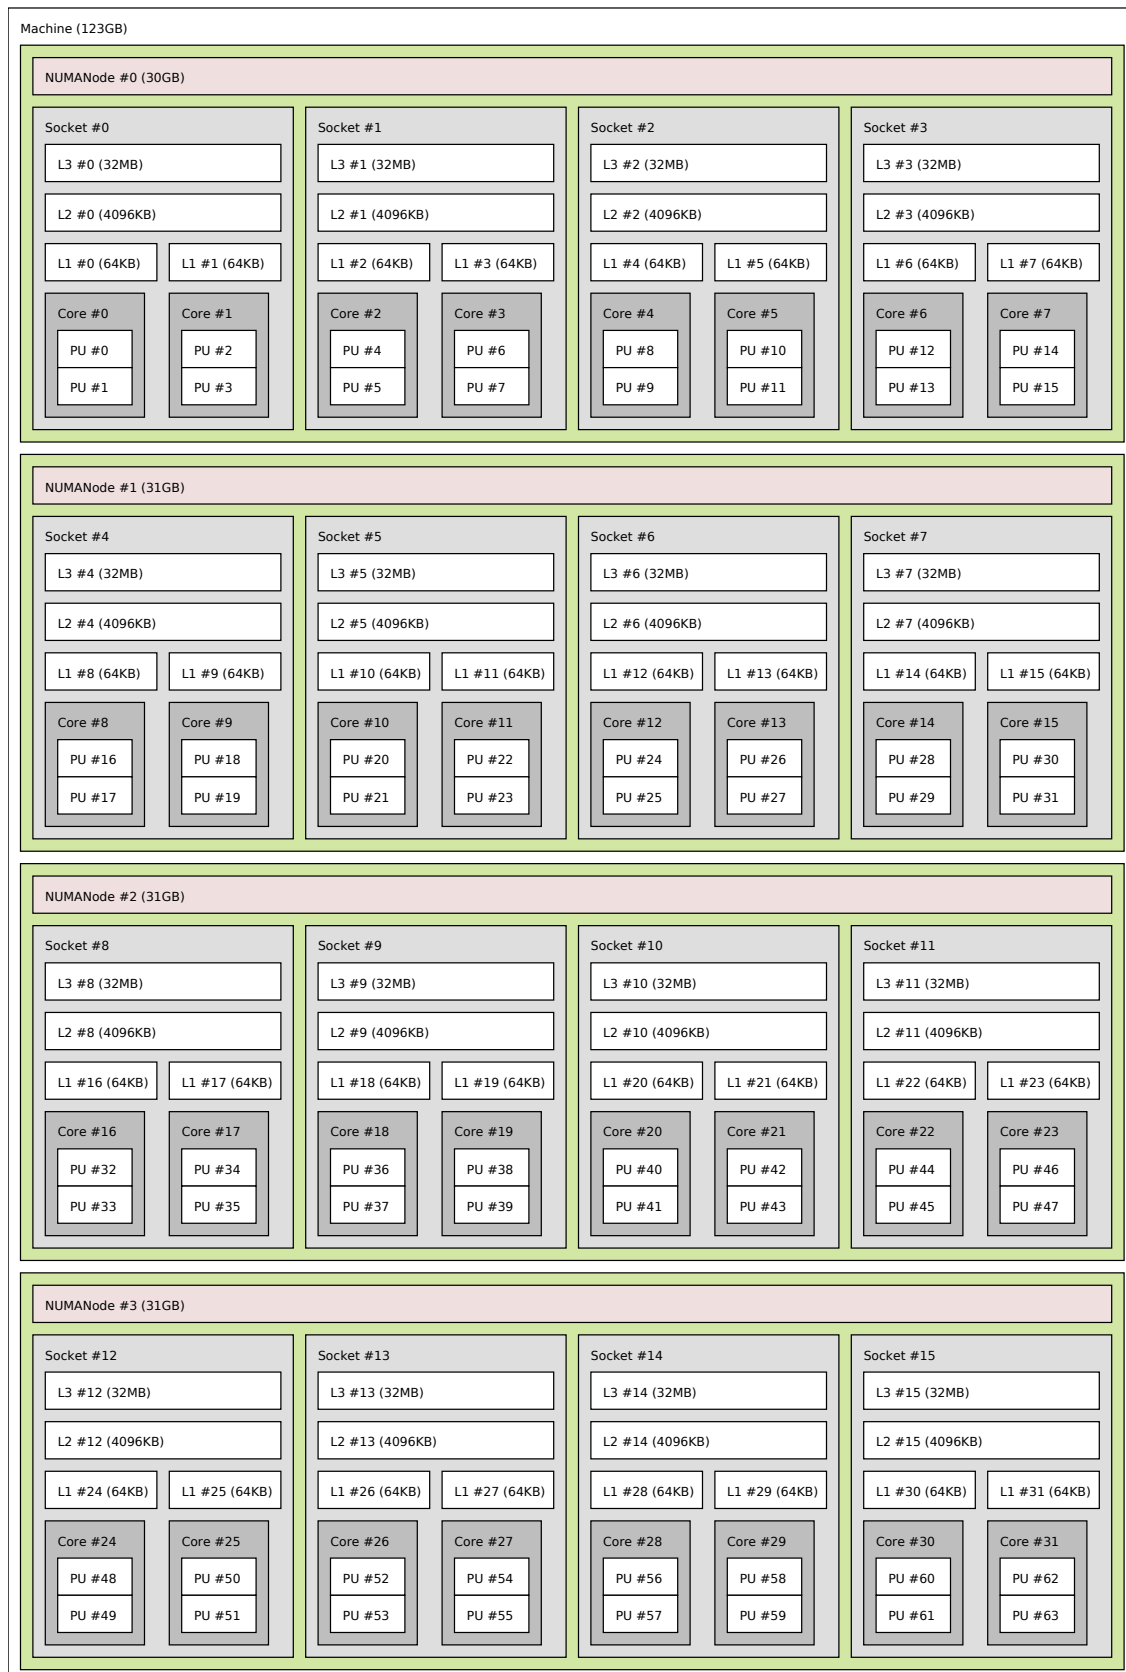 Machine (123GB)
NUMANode #0 (30GB)
Socket #0 Socket #1 Socket #2 Socket #3
L3 #0 (32MB) L3 #1 (32MB) L3 #2 (32MB) L3 #3 (32MB)
L2 #0 (4096KB) L2 #1 (4096KB) L2 #2 (4096KB) L2 #3 (4096KB)
L1 #0 (64KB) L1 #1 (64KB) L1 #2 (64KB) L1 #3 (64KB) L1 #4 (64KB) L1 #5 (64KB) L1 #6 (64KB) L1 #7 (64KB)
Core #0 Core #1 Core #2 Core #3 Core #4 Core #5 Core #6 Core #7
PU #0 PU #2 PU #4 PU #6 PU #8 PU #10 PU #12 PU #14
PU #1 PU #3 PU #5 PU #7 PU #9 PU #11 PU #13 PU #15
NUMANode #1 (31GB)
Socket #4 Socket #5 Socket #6 Socket #7
L3 #4 (32MB) L3 #5 (32MB) L3 #6 (32MB) L3 #7 (32MB)
L2 #4 (4096KB) L2 #5 (4096KB) L2 #6 (4096KB) L2 #7 (4096KB)
L1 #8 (64KB) L1 #9 (64KB) L1 #10 (64KB) L1 #11 (64KB) L1 #12 (64KB) L1 #13 (64KB) L1 #14 (64KB) L1 #15 (64KB)
Core #8 Core #9 Core #10 Core #11 Core #12 Core #13 Core #14 Core #15
PU #16 PU #18 PU #20 PU #22 PU #24 PU #26 PU #28 PU #30
PU #17 PU #19 PU #21 PU #23 PU #25 PU #27 PU #29 PU #31
NUMANode #2 (31GB)
Socket #8 Socket #9 Socket #10 Socket #11
L3 #8 (32MB) L3 #9 (32MB) L3 #10 (32MB) L3 #11 (32MB)
L2 #8 (4096KB) L2 #9 (4096KB) L2 #10 (4096KB) L2 #11 (4096KB)
L1 #16 (64KB) L1 #17 (64KB) L1 #18 (64KB) L1 #19 (64KB) L1 #20 (64KB) L1 #21 (64KB) L1 #22 (64KB) L1 #23 (64KB)
Core #16 Core #17 Core #18 Core #19 Core #20 Core #21 Core #22 Core #23
PU #32 PU #34 PU #36 PU #38 PU #40 PU #42 PU #44 PU #46
PU #33 PU #35 PU #37 PU #39 PU #41 PU #43 PU #45 PU #47
NUMANode #3 (31GB)
Socket #12 Socket #13 Socket #14 Socket #15
L3 #12 (32MB) L3 #13 (32MB) L3 #14 (32MB) L3 #15 (32MB)
L2 #12 (4096KB) L2 #13 (4096KB) L2 #14 (4096KB) L2 #15 (4096KB)
L1 #24 (64KB) L1 #25 (64KB) L1 #26 (64KB) L1 #27 (64KB) L1 #28 (64KB) L1 #29 (64KB) L1 #30 (64KB) L1 #31 (64KB)
Core #24 Core #25 Core #26 Core #27 Core #28 Core #29 Core #30 Core #31
PU #48 PU #50 PU #52 PU #54 PU #56 PU #58 PU #60 PU #62
PU #49 PU #51 PU #53 PU #55 PU #57 PU #59 PU #61 PU #63